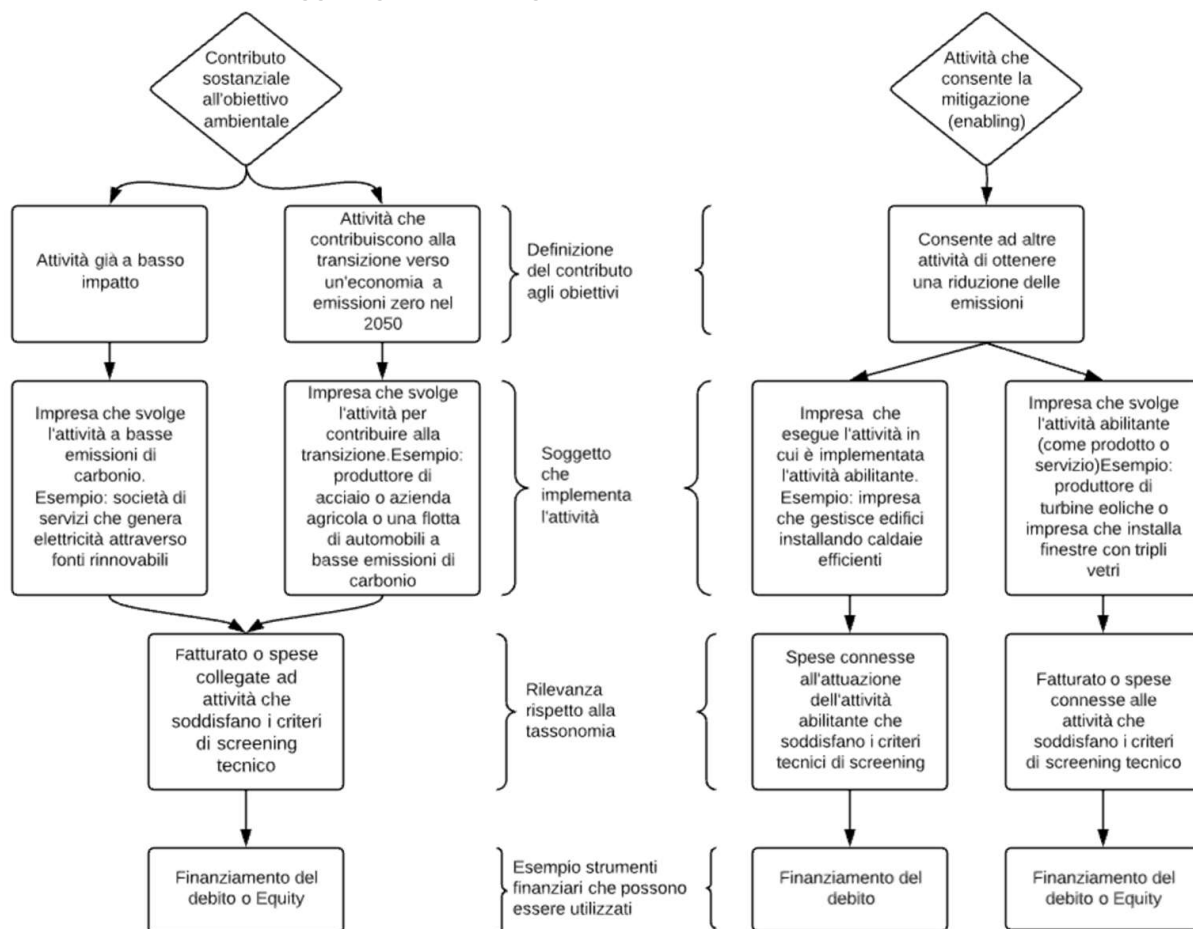 Contributo
sostanziale
all'obiettivo
ambientale
Attività che
consente la
mitigazione
(enabling)
Attività già a basso
impatto
Attività che
contribuiscono alla
transizione verso
un'economia a
emissioni zero nel
2050
Definizione
del contributo
agli obiettivi
Consente ad altre
attività di ottenere
una riduzione delle
emissioni
Impresa che svolge
l'attività a basse
emissioni di
carbonio.
Esempio: società di
servizi che genera
elettricità attraverso
fonti rinnovabili
Impresa che svolge
l'attività per
contribuire alla
transizione.Esempio:
produttore di
acciaio o azienda
agricola o una flotta
di automobili a
basse emissioni di
carbonio
Soggetto
che
implementa
l'attività
Impresa che
esegue l'attività in
cui è implementata
l'attività abilitante.
Esempio: impresa
che gestisce edifici
installando caldaie
efficienti
Impresa che svolge
l'attività abilitante
(come prodotto o
servizio)Esempio:
produttore di
turbine eoliche o
impresa che installa
finestre con tripli
vetri
Fatturato o spese
collegate ad
attività che
soddisfano i criteri
di screening
tecnico
Rilevanza
rispetto alla
tassonomia
Spese connesse
all'attuazione
dell'attività
abilitante che
soddisfano i criteri
tecnici di screening
Fatturato o spese
connesse alle
attività che
soddisfano i criteri
di screening tecnico
Finanziamento del
debito o Equity
Esempio strumenti
finanziari che possono
essere utilizzati
Finanziamento del
debito
Finanziamento del
debito o Equity